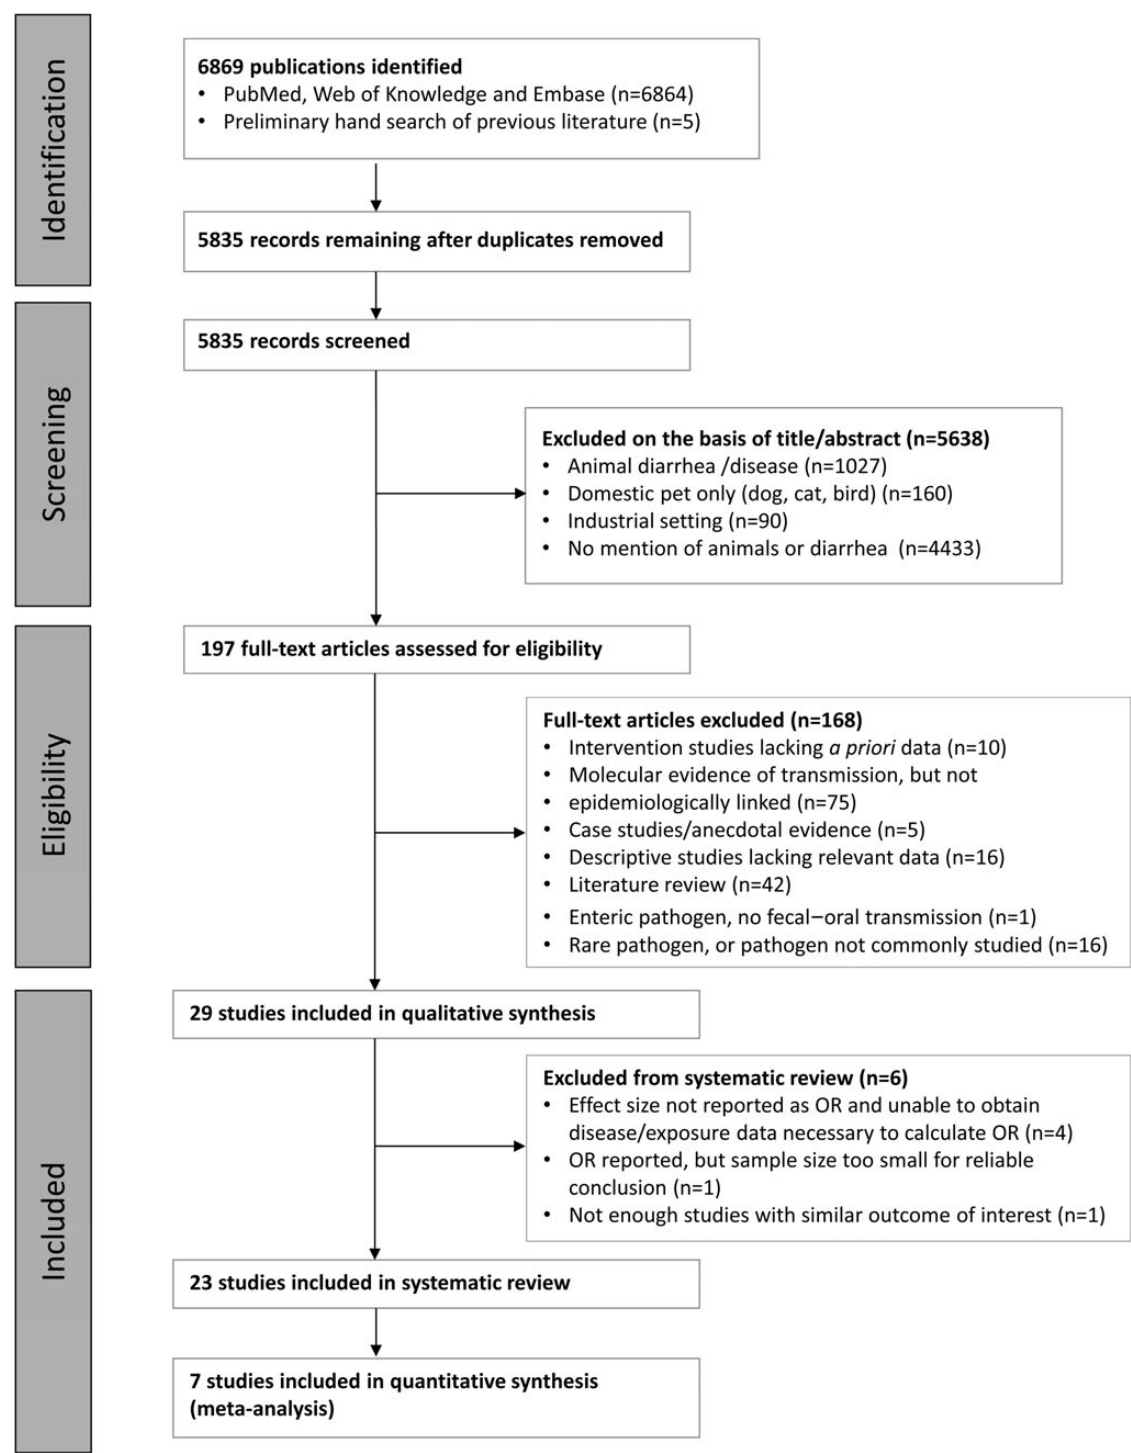 Identification
6869 publications identified
• PubMed, Web of Knowledge and Embase (n=6864)
• Preliminary hand search of previous literature (n=5)
5835 records remaining after duplicates removed
Screening
5835 records screened
Excluded on the basis of title/abstract (n=5638)
• Animal diarrhea /disease (n=1027)
• Domestic pet only (dog, cat, bird) (n=160)
• Industrial setting (n=90)
• No mention of animals or diarrhea (n=4433)
Eligibility
197 full-text articles assessed for eligibility
Full-text articles excluded (n=168)
• Intervention studies lacking a priori data (n=10)
• Molecular evidence of transmission, but not
• epidemiologically linked (n=75)
• Case studies/anecdotal evidence (n=5)
• Descriptive studies lacking relevant data (n=16)
• Literature review (n=42)
• Enteric pathogen, no fecal–oral transmission (n=1)
• Rare pathogen, or pathogen not commonly studied (n=16)
Included
29 studies included in qualitative synthesis
Excluded from systematic review (n=6)
• Effect size not reported as OR and unable to obtain
disease/exposure data necessary to calculate OR (n=4)
• OR reported, but sample size too small for reliable
conclusion (n=1)
• Not enough studies with similar outcome of interest (n=1)
23 studies included in systematic review
7 studies included in quantitative synthesis
(meta-analysis)